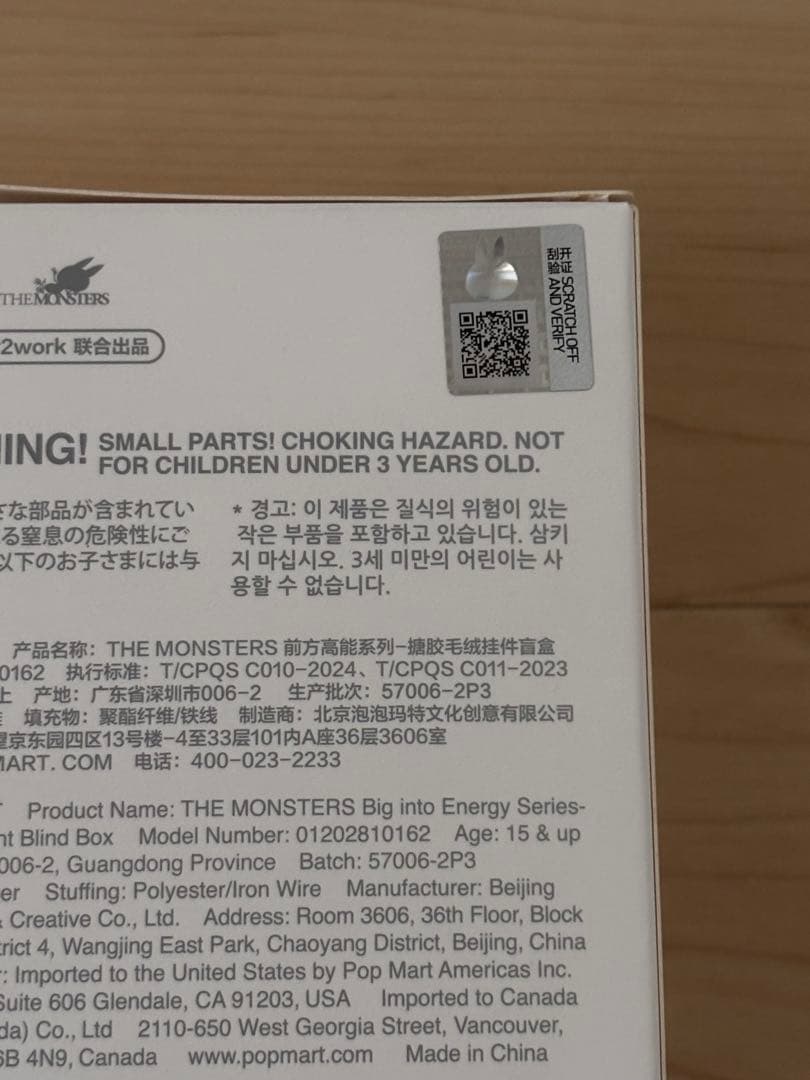 THE MONSTERS
开证 SCRATCH OFF
刮验 AND VERIFY
2work 联合出品
NING! SMALL PARTS! CHOKING HAZARD. NOT
FOR CHILDREN UNDER 3 YEARS OLD.
さな部品が含まれてい
る窒息の危険性にご
以下のお子さまには与
* 경고: 이 제품은 질식의 위험이 있는
작은 부품을 포함하고 있습니다. 삼키
지 마십시오. 3세 미만의 어린이는 사
용할 수 없습니다.
产品名称：THE MONSTERS 前方高能系列-搪胶毛绒挂件盲盒
0162 执行标准：T/CPQS C010-2024、T/CPQS C011-2023
上 产地：广东省深圳市006-2 生产批次：57006-2P3
填充物：聚酯纤维/铁线 制造商：北京泡泡玛特文化创意有限公司
望京东园四区13号楼-4至33层101内A座36层3606室
MART. COM 电话：400-023-2233
Product Name: THE MONSTERS Big into Energy Series-
nt Blind Box Model Number: 01202810162 Age: 15 & up
006-2, Guangdong Province Batch: 57006-2P3
er Stuffing: Polyester/Iron Wire Manufacturer: Beijing
& Creative Co., Ltd. Address: Room 3606, 36th Floor, Block
trict 4, Wangjing East Park, Chaoyang District, Beijing, China
r: Imported to the United States by Pop Mart Americas Inc.
Suite 606 Glendale, CA 91203, USA Imported to Canada
da) Co., Ltd 2110-650 West Georgia Street, Vancouver,
6B 4N9, Canada www.popmart.com Made in China